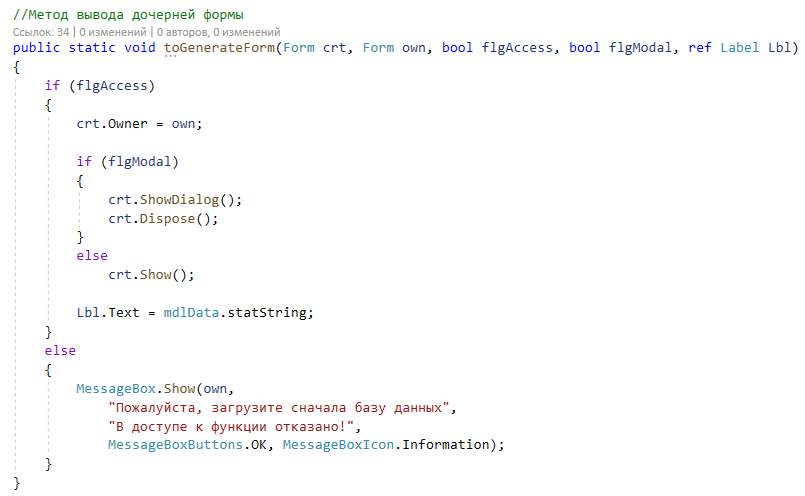 //Метод вывода дочерней формы
Ссылок: 34 | 0 изменений | 0 авторов, 0 изменений
public static void toGenerateForm(Form crt, Form own, bool flgAccess, bool flgModal, ref Label Lbl)
{
    if (flgAccess)
    {
        crt.Owner = own;

        if (flgModal)
        {
            crt.ShowDialog();
            crt.Dispose();
        }
        else
            crt.Show();

        Lbl.Text = mdlData.statString;
    }
    else
    {
        MessageBox.Show(own,
            "Пожалуйста, загрузите сначала базу данных",
            "В доступе к функции отказано!",
            MessageBoxButtons.OK, MessageBoxIcon.Information);
    }
}